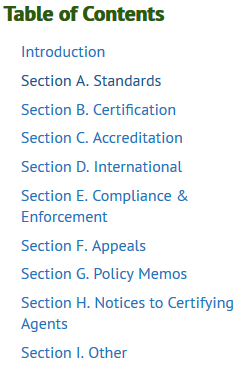 Table of Contents
Introduction
Section A. Standards
Section B. Certification
Section C. Accreditation
Section D. International
Section E. Compliance &
Enforcement
Section F. Appeals
Section G. Policy Memos
Section H. Notices to Certifying
Agents
Section I. Other